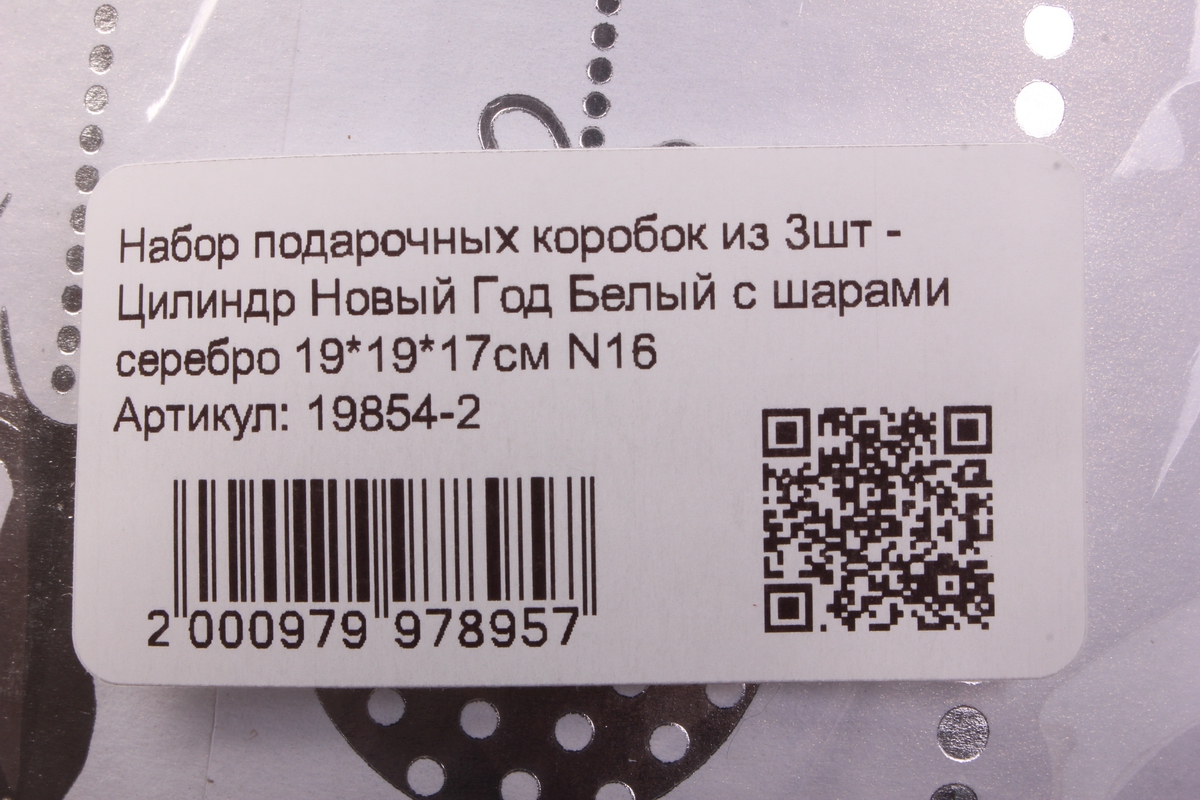 Набор подарочных коробок из 3шт -
Цилиндр Новый Год Белый с шарами
серебро 19*19*17см N16
Артикул: 19854-2
2 000979 978957